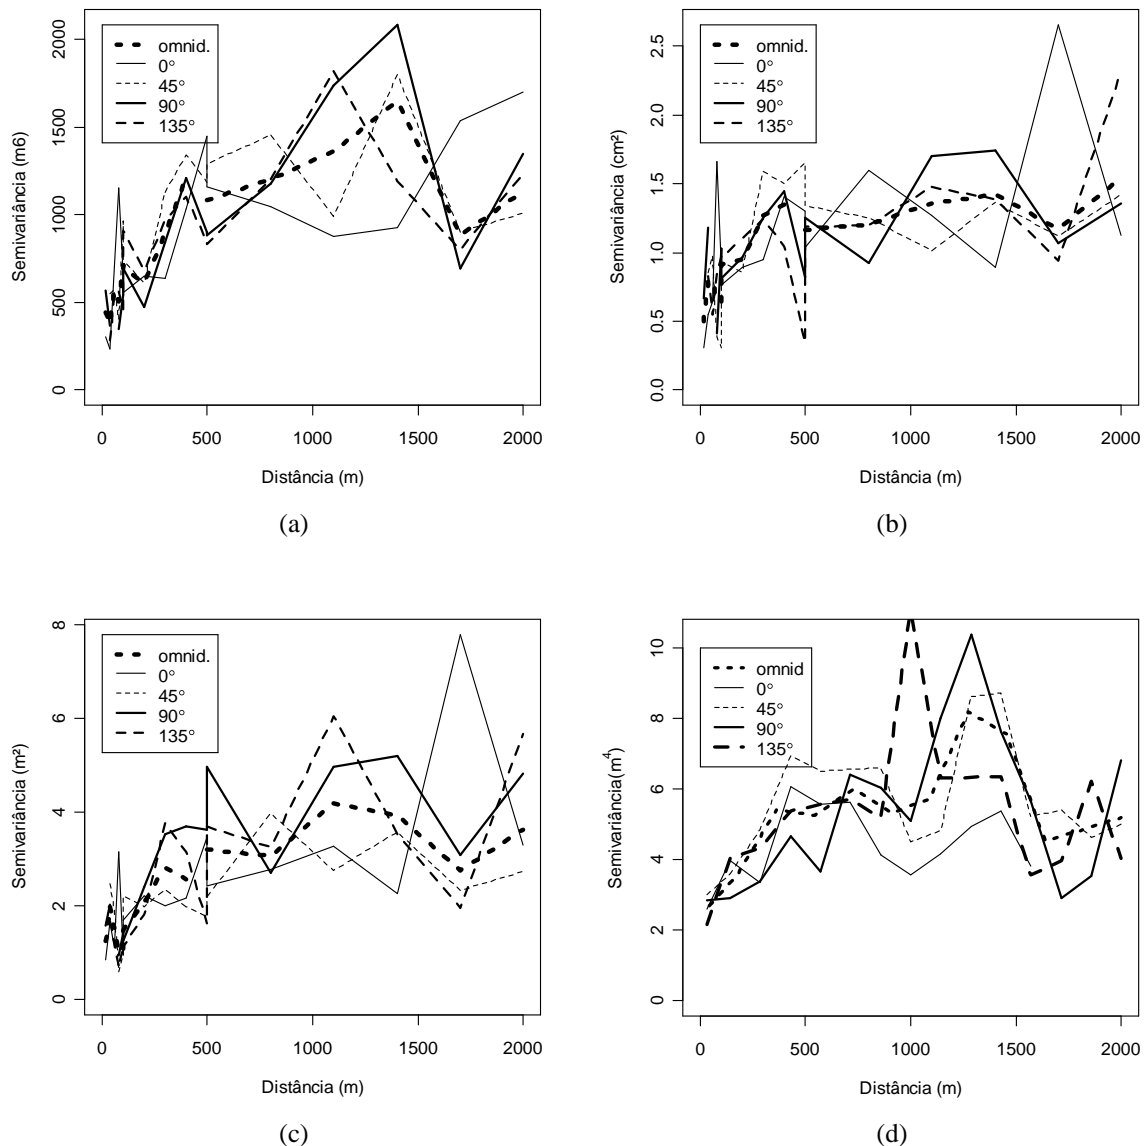 Semivariância (m6)
2000
1500
1000
500
0
omnid.
0°
45°
90°
135°
0 500 1000 1500 2000
Distância (m)
(a)
Semivariância (cm²)
2.5
2.0
1.5
1.0
0.5
0.0
omnid.
0°
45°
90°
135°
0 500 1000 1500 2000
Distância (m)
(b)
Semivariância (m²)
8
6
4
2
0
omnid.
0°
45°
90°
135°
0 500 1000 1500 2000
Distância (m)
(c)
Semivariância(m⁴)
10
8
6
4
2
0
omnid
0°
45°
90°
135°
0 500 1000 1500 2000
Distância (m)
(d)